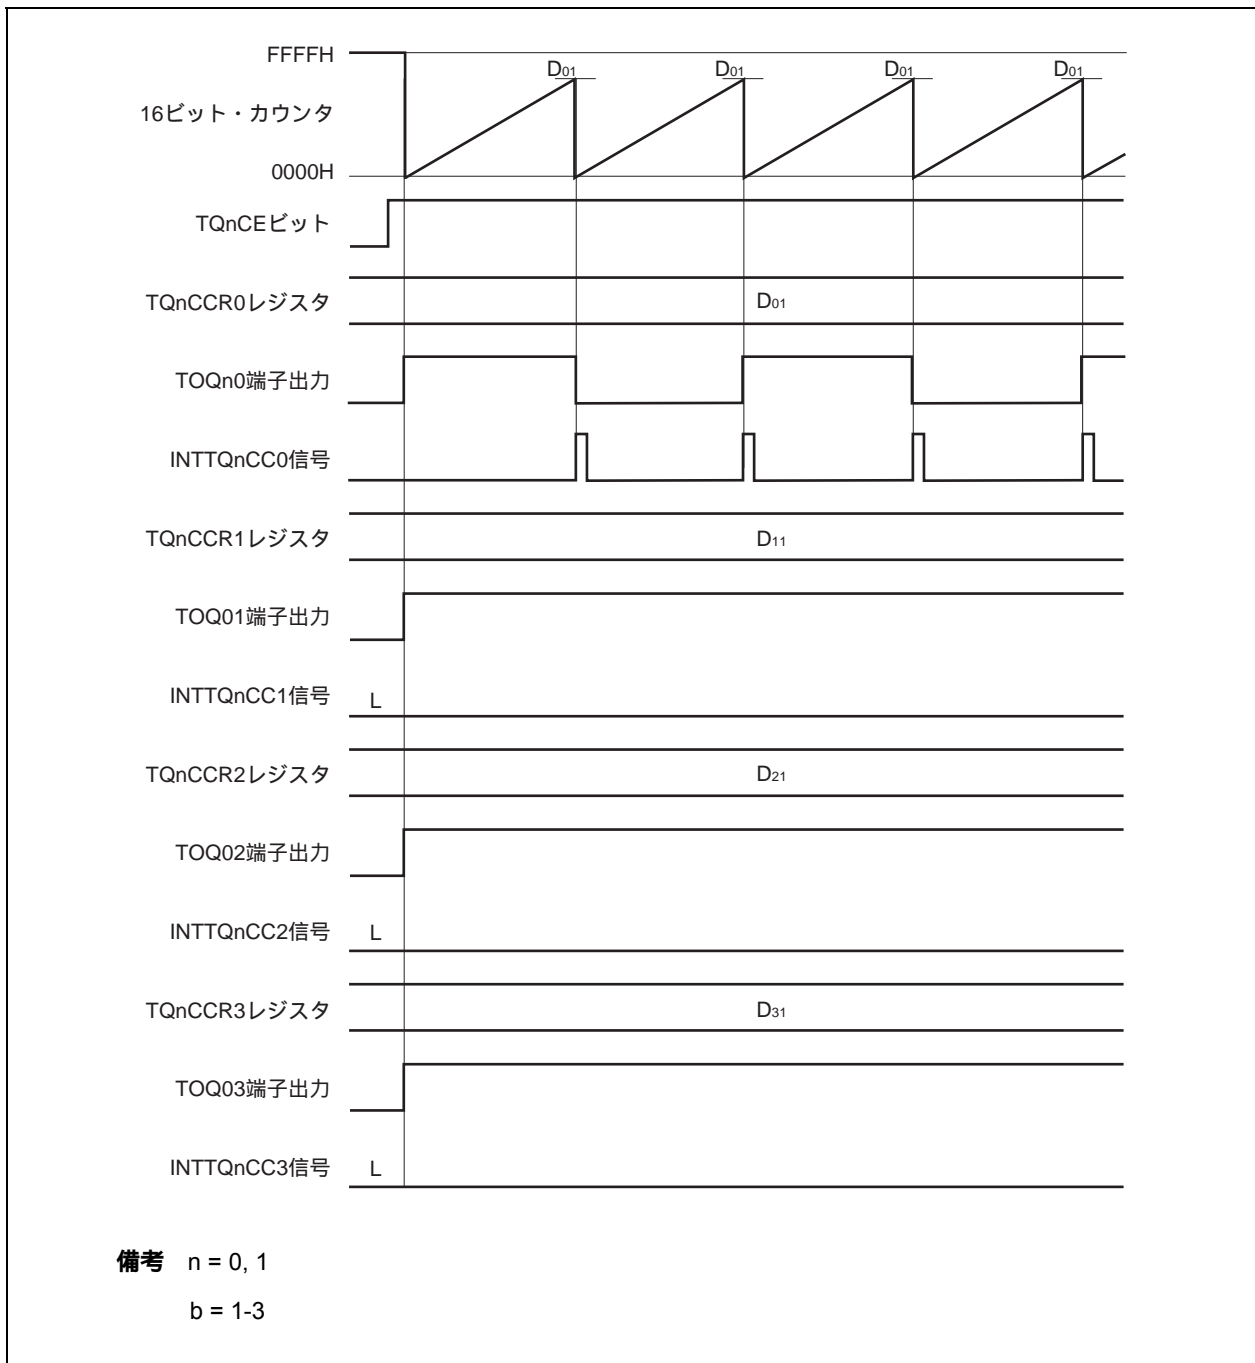 FFFFH
D01 D01 D01 D01
16ビット・カウンタ
0000H
TQnCEビット
TQnCCR0レジスタ D01
TOQn0端子出力
INTTQnCC0信号
TQnCCR1レジスタ D11
TOQ01端子出力
INTTQnCC1信号 L
TQnCCR2レジスタ D21
TOQ02端子出力
INTTQnCC2信号 L
TQnCCR3レジスタ D31
TOQ03端子出力
INTTQnCC3信号 L
備考 n = 0, 1
b = 1-3